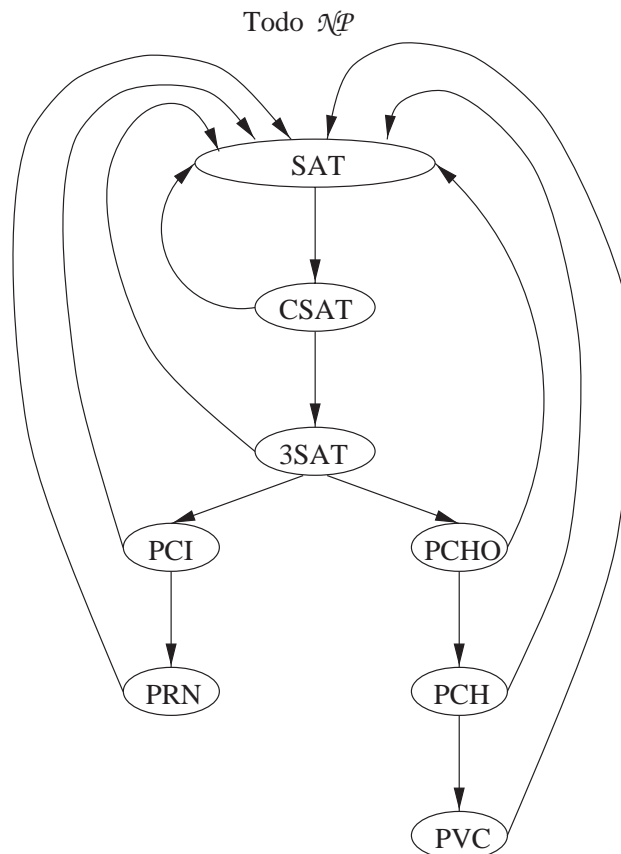 Todo NP
SAT
CSAT
3SAT
PCI PCHO
PRN PCH
PVC